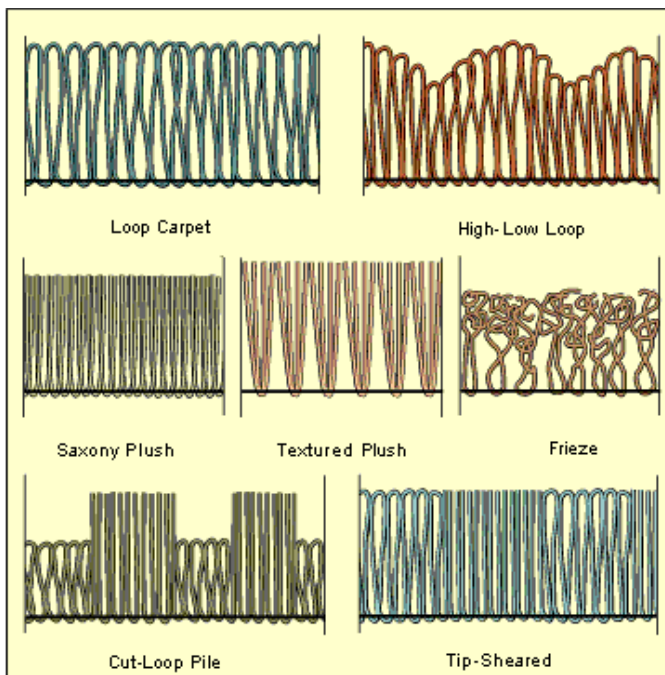 Loop Carpet
High-Low Loop
Saxony Plush
Textured Plush
Frieze
Cut-Loop Pile
Tip-Sheared